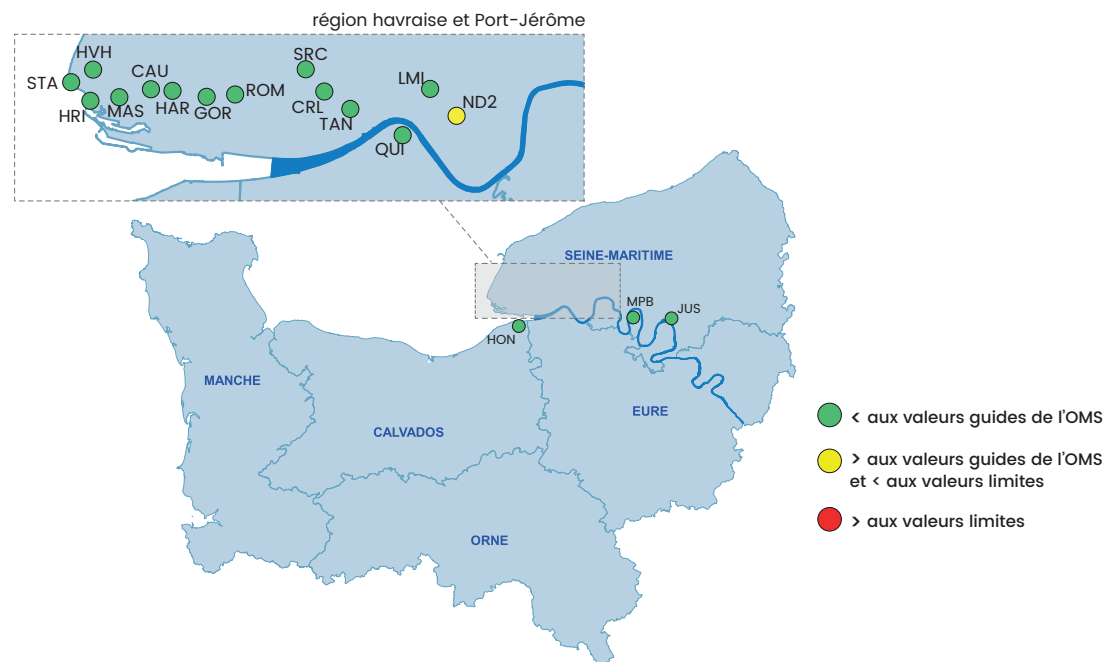 région havraise et Port-Jérôme
HVH
SRC
STA
CAU
LMI
HRI
MAS
HAR
GOR
ROM
CRL
TAN
ND2
QUI
SEINE-MARITIME
MPB
JUS
HON
MANCHE
CALVADOS
EURE
ORNE
< aux valeurs guides de l'OMS
> aux valeurs guides de l'OMS
et < aux valeurs limites
> aux valeurs limites